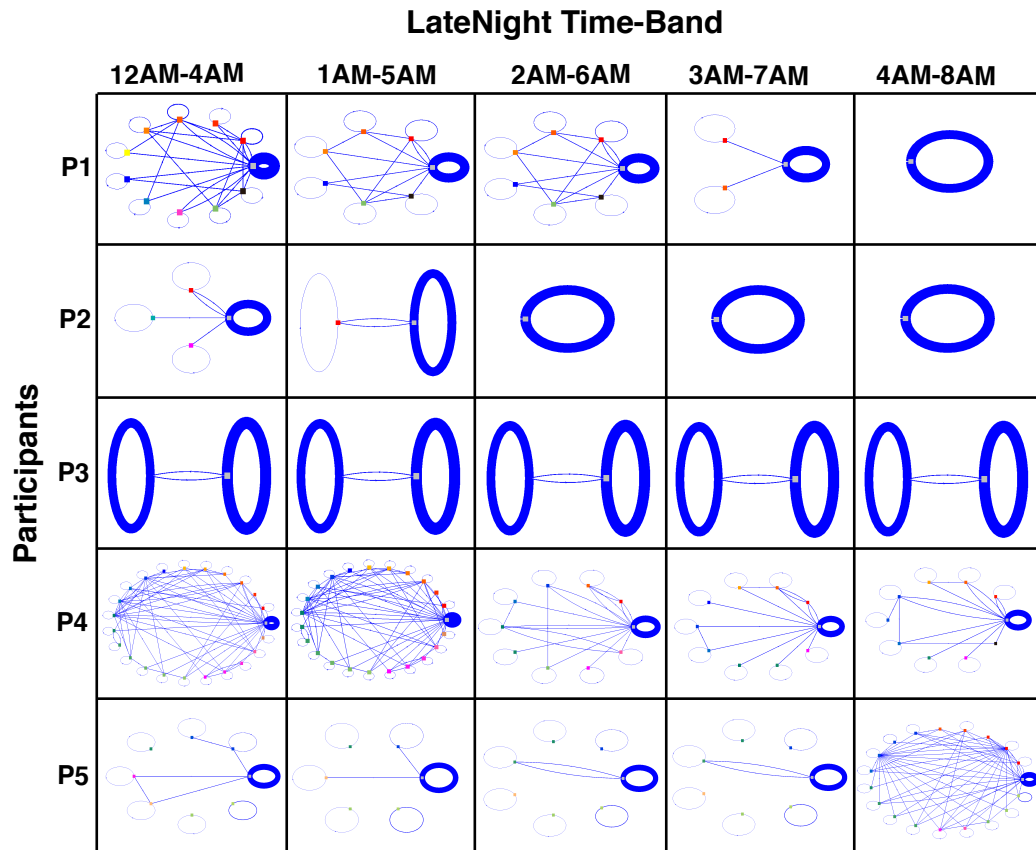 LateNight Time-Band
12AM-4AM 1AM-5AM 2AM-6AM 3AM-7AM 4AM-8AM
P1
P2
P3
P4
P5
Participants